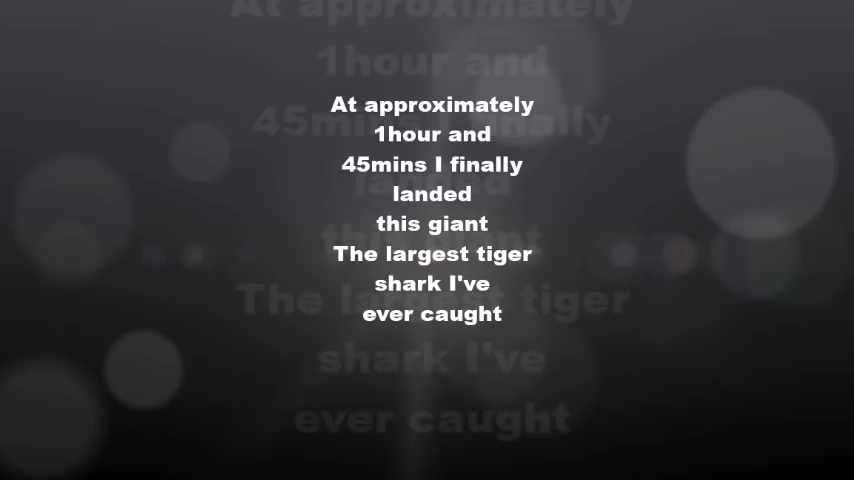 At approximately
1hour and
45mins I finally
landed
this giant
The largest tiger
shark I've
ever caught